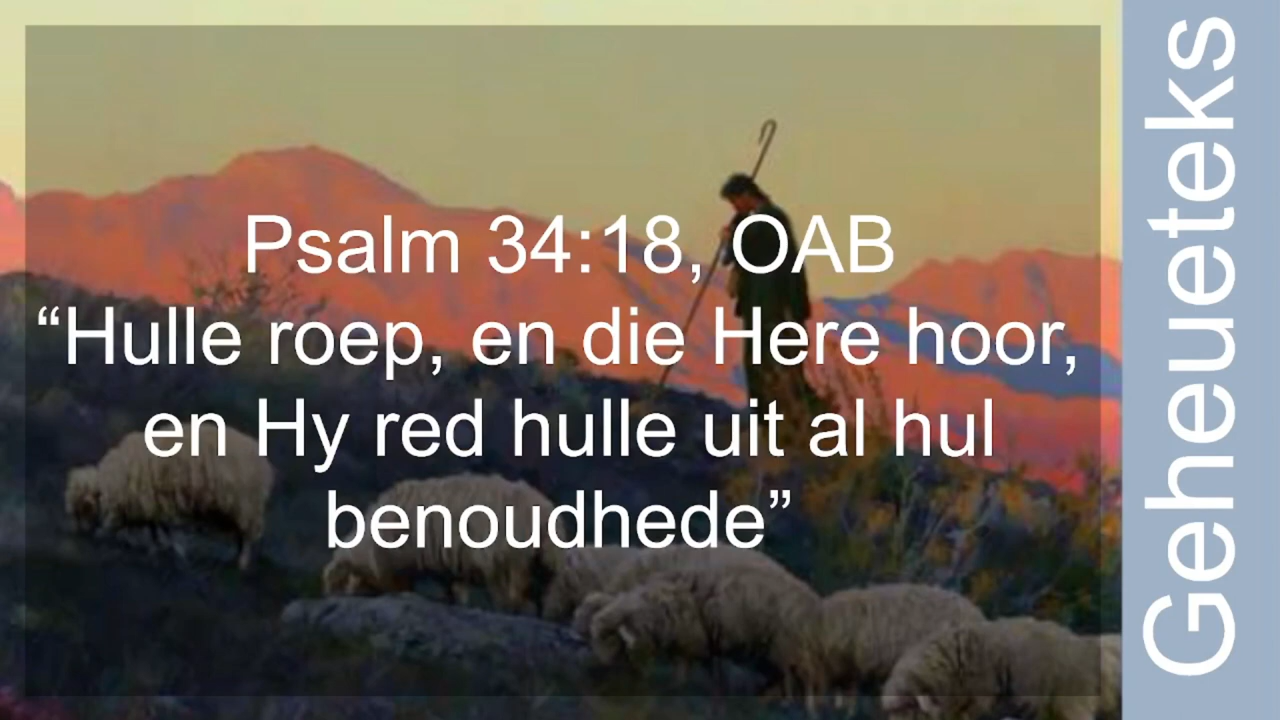 Psalm 34:18, OAB
“Hulle roep, en die Here hoor,
en Hy red hulle uit al hul
benoudhede”
Geheueteks